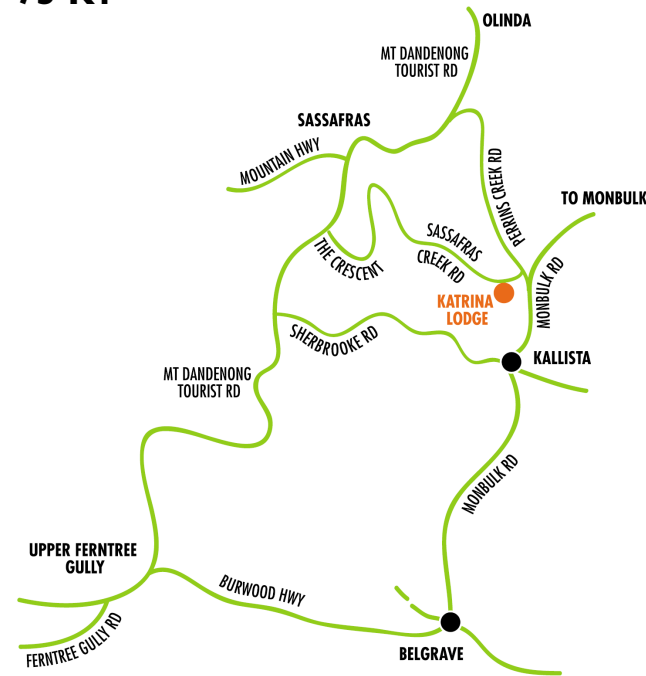 OLINDA
MT DANDENONG
TOURIST RD
SASSAFRAS
MOUNTAIN HWY
PERRINS CREEK RD
TO MONBULK
THE CRESCENT
SASSAFRAS
CREEK RD
MONBULK RD
KATRINA
LODGE
SHERBROOKE RD
KALLISTA
MT DANDENONG
TOURIST RD
MONBULK RD
UPPER FERNTREE
GULLY
BURWOOD HWY
FERNTREE GULLY RD
BELGRAVE